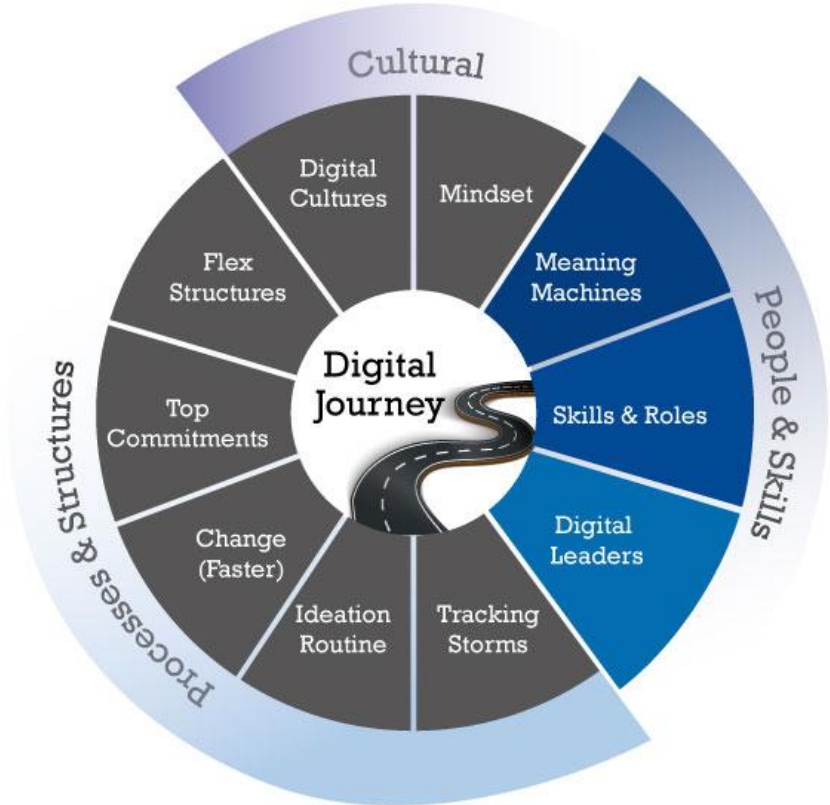 Cultural
Digital
Cultures
Mindset
Meaning
Machines
Skills & Roles
Digital
Leaders
People & Skills
Tracking
Storms
Ideation
Routine
Change
(Faster)
Top
Commitments
Flex
Structures
Processes & Structures
Digital
Journey